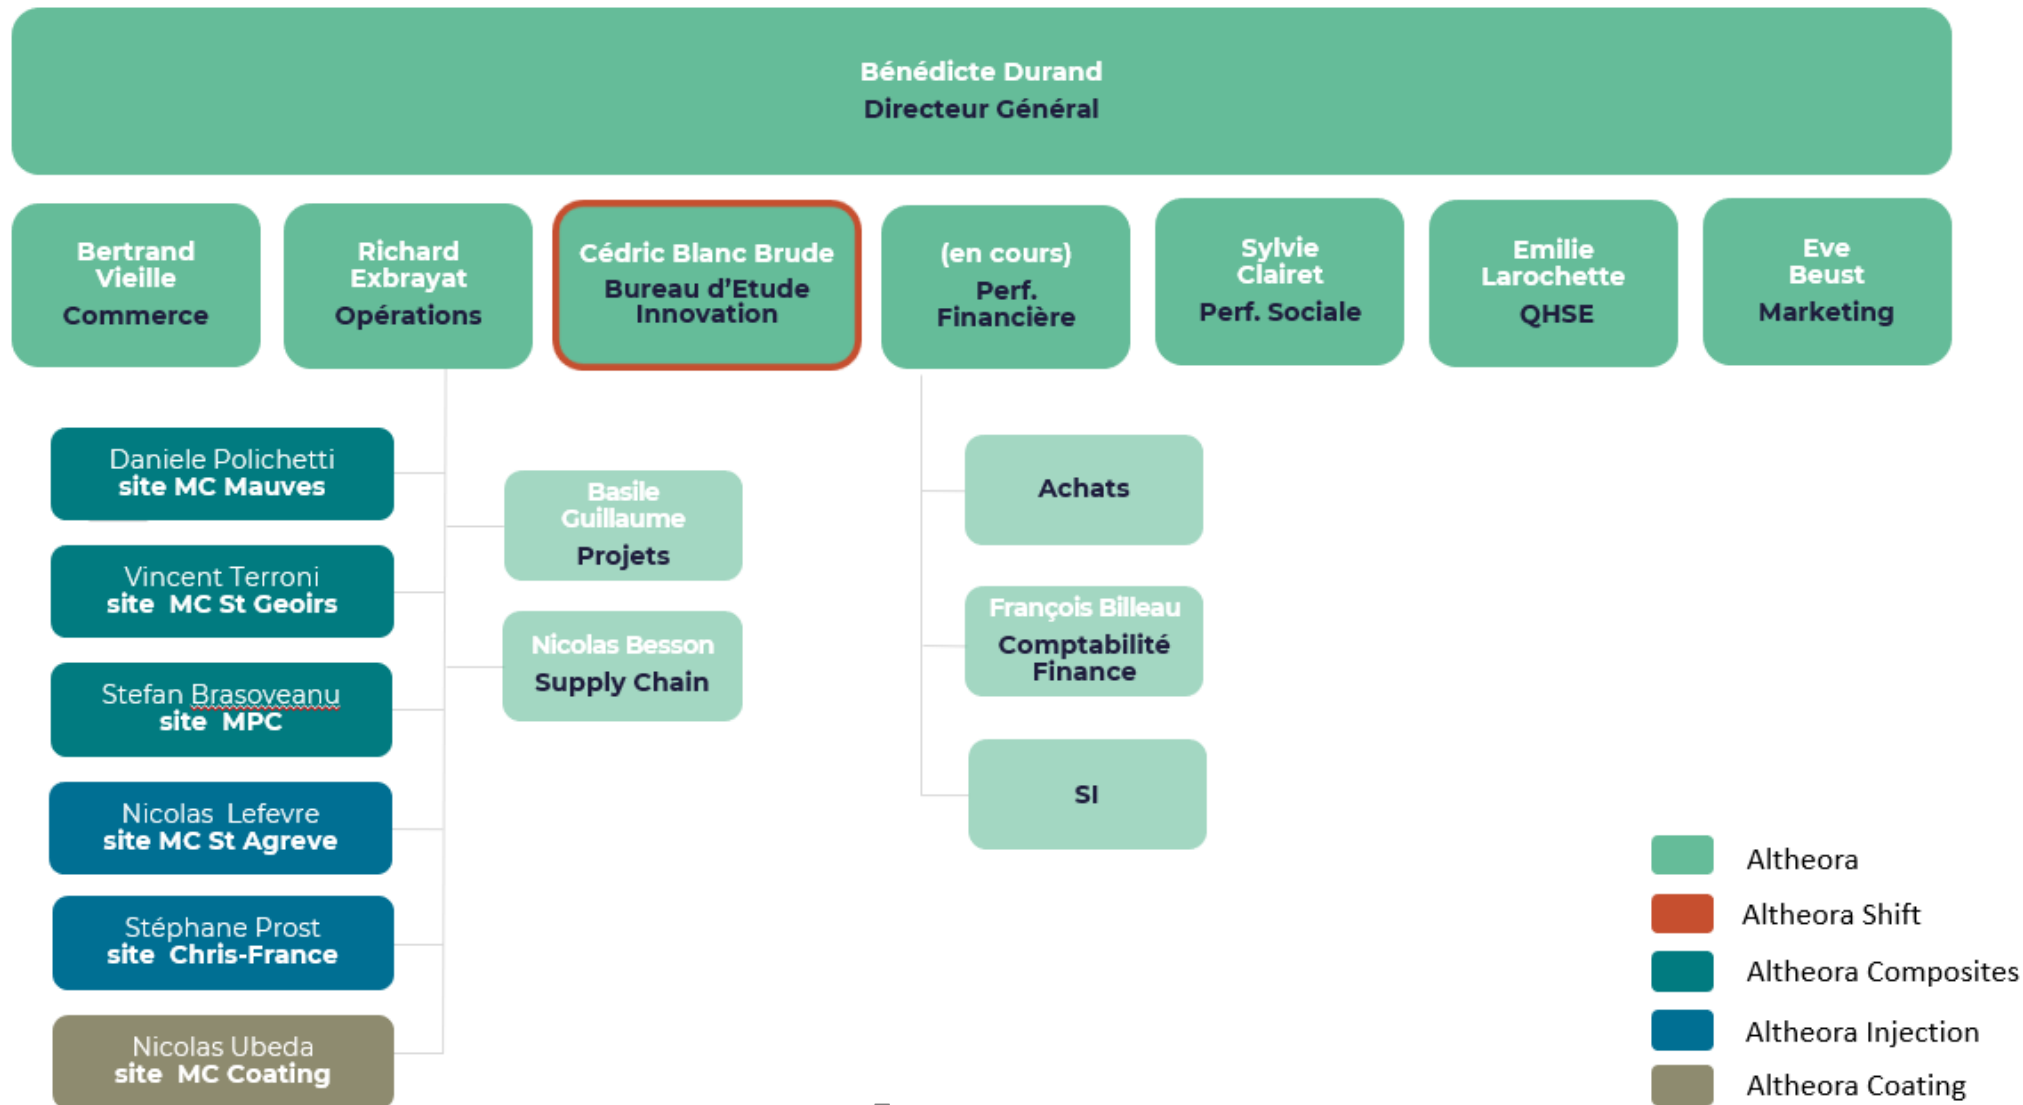 Bénédicte Durand
Directeur Général
Bertrand
Vieille
Commerce
Richard
Exbrayat
Opérations
Cédric Blanc Brude
Bureau d'Etude
Innovation
(en cours)
Perf.
Financière
Sylvie
Clairet
Perf. Sociale
Emilie
Larochette
QHSE
Eve
Beust
Marketing
Daniele Polichetti
site MC Mauves
Vincent Terroni
site  MC St Geoirs
Stefan Brasoveanu
site  MPC
Nicolas  Lefevre
site MC St Agreve
Stéphane Prost
site  Chris-France
Nicolas Ubeda
site  MC Coating
Basile
Guillaume
Projets
Nicolas Besson
Supply Chain
Achats
François Billeau
Comptabilité
Finance
SI
Altheora
Altheora Shift
Altheora Composites
Altheora Injection
Altheora Coating